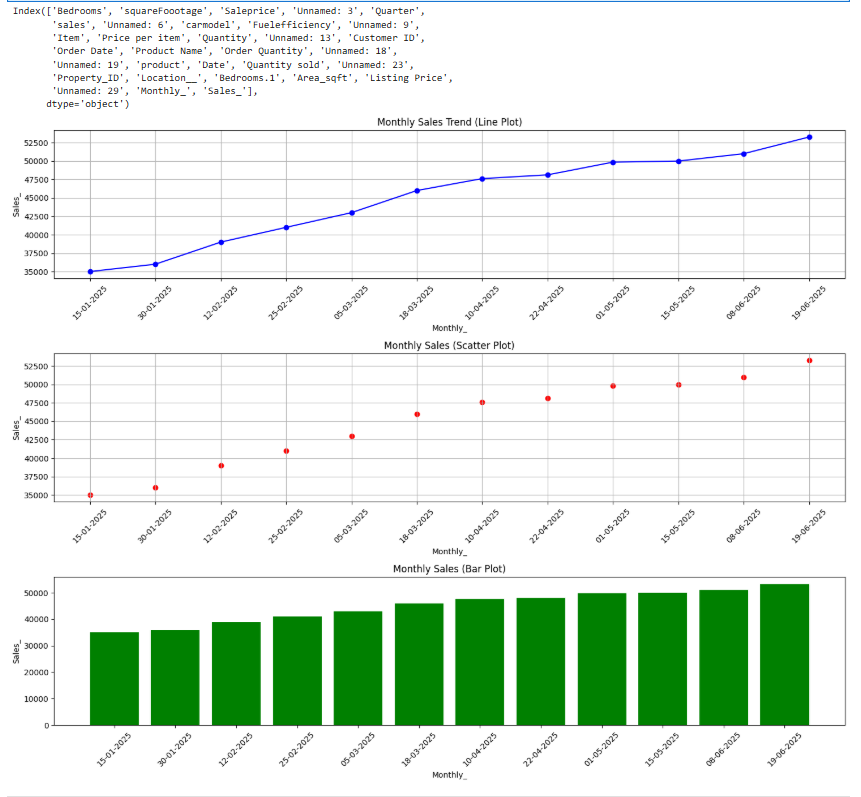 Index(['Bedrooms', 'squareFoootage', 'Saleprice', 'Unnamed: 3', 'Quarter',
'sales', 'Unnamed: 6', 'carmodel', 'Fuelefficiency', 'Unnamed: 9',
'Item', 'Price per item', 'Quantity', 'Unnamed: 13', 'Customer ID',
'Order Date', 'Product Name', 'Order Quantity', 'Unnamed: 18',
'Unnamed: 19', 'product', 'Date', 'Quantity sold', 'Unnamed: 23',
'Property_ID', 'Location__', 'Bedrooms.1', 'Area_sqft', 'Listing Price',
'Unnamed: 29', 'Monthly_', 'Sales_'],
dtype='object')
Monthly Sales Trend (Line Plot)
52500
50000
47500
45000
42500
40000
37500
35000
Sales_
15-01-2025 30-01-2025 12-02-2025 25-02-2025 05-03-2025 18-03-2025 10-04-2025 22-04-2025 01-05-2025 15-05-2025 08-06-2025 19-06-2025
Monthly_
Monthly Sales (Scatter Plot)
52500
50000
47500
45000
42500
40000
37500
35000
Sales_
15-01-2025 30-01-2025 12-02-2025 25-02-2025 05-03-2025 18-03-2025 10-04-2025 22-04-2025 01-05-2025 15-05-2025 08-06-2025 19-06-2025
Monthly_
Monthly Sales (Bar Plot)
50000
40000
30000
20000
10000
0
Sales_
15-01-2025 30-01-2025 12-02-2025 25-02-2025 05-03-2025 18-03-2025 10-04-2025 22-04-2025 01-05-2025 15-05-2025 08-06-2025 19-06-2025
Monthly_